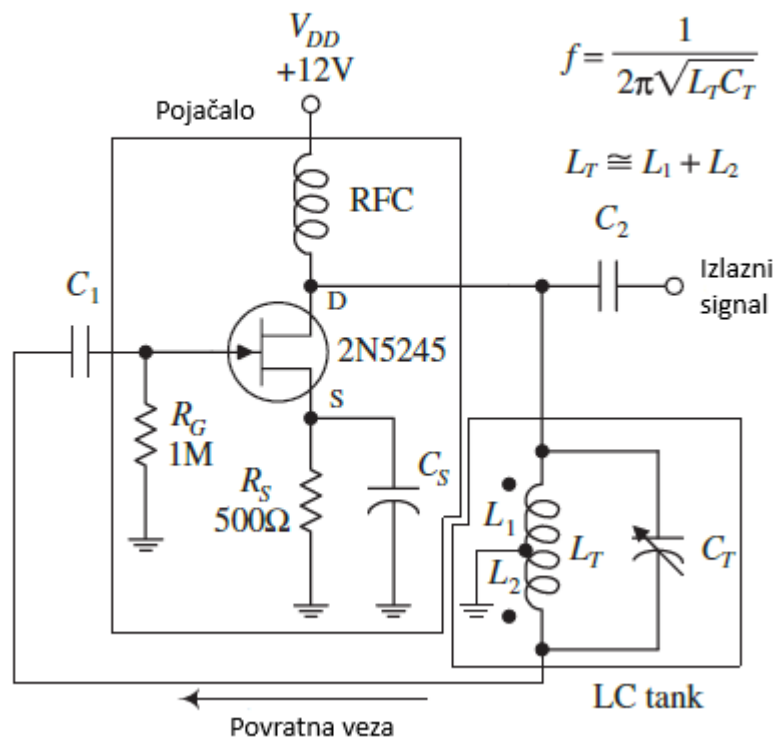 V_DD
+12V
f = 1 / 2π√L_T C_T
Pojačalo
L_T ≅ L_1 + L_2
RFC
C_2
Izlazni
signal
C_1
D
2N5245
S
R_G
1M
R_S
500Ω
C_S
L_1
L_T
C_T
L_2
LC tank
Povratna veza